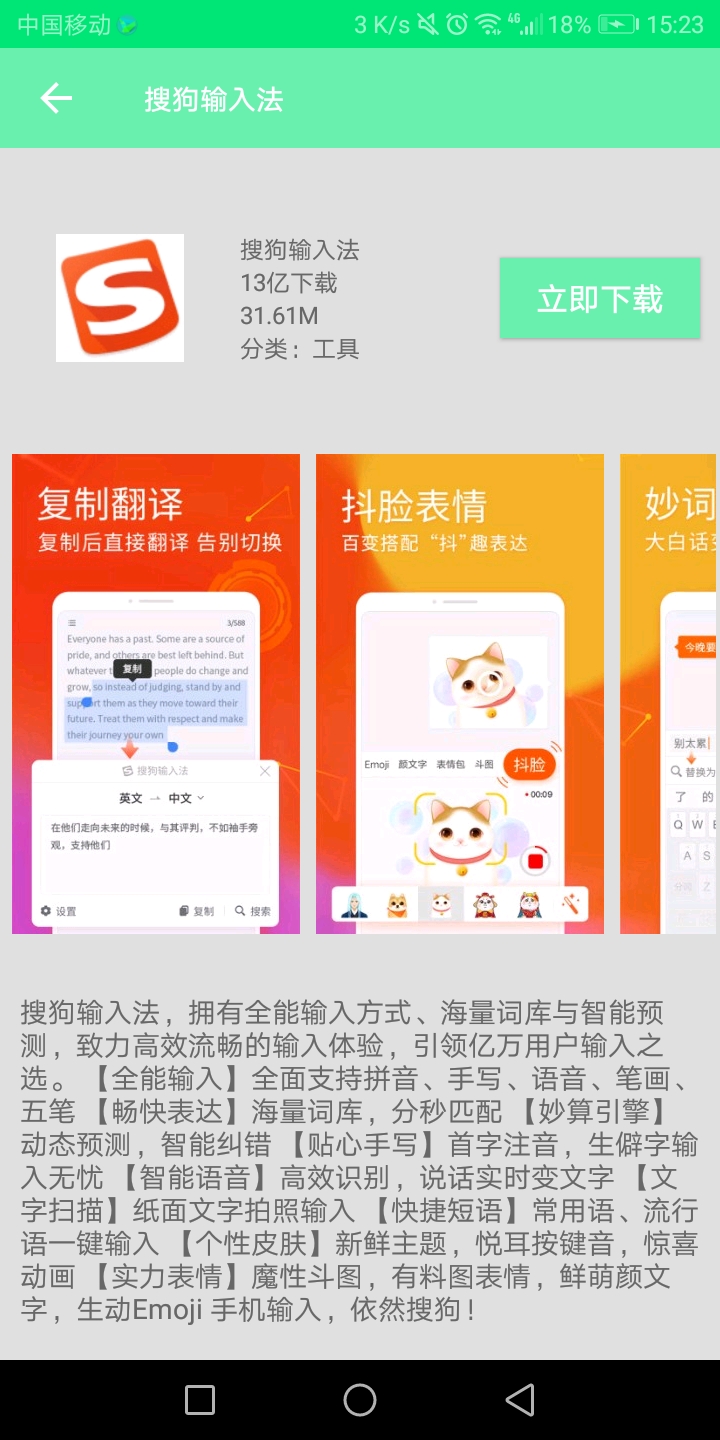 中国移动
3 K/s 4G 18% 15:23
搜狗输入法
搜狗输入法
13亿下载
31.61M
分类：工具
立即下载
复制翻译
复制后直接翻译 告别切换
3/588
Everyone has a past. Some are a source of
pride, and others are best left behind. But
whatever t 复制 people do change and
grow, so instead of judging, stand by and
support them as they move toward their
future. Treat them with respect and make
their journey your own
搜狗输入法
英文 中文
在他们走向未来的时候，与其评判，不如袖手旁
观，支持他们
设置 复制 搜索
抖脸表情
百变搭配“抖”趣表达
Emoji 颜文字 表情包 斗图 抖脸
00:09
妙词
大白话
今晚要
别太累
替换为
了 的
Q W E
A S
分词 Z
搜狗输入法，拥有全能输入方式、海量词库与智能预
测，致力高效流畅的输入体验，引领亿万用户输入之
选。【全能输入】全面支持拼音、手写、语音、笔画、
五笔 【畅快表达】海量词库，分秒匹配 【妙算引擎】
动态预测，智能纠错 【贴心手写】首字注音，生僻字输
入无忧 【智能语音】高效识别，说话实时变文字 【文
字扫描】纸面文字拍照输入 【快捷短语】常用语、流行
语一键输入 【个性皮肤】新鲜主题，悦耳按键音，惊喜
动画 【实力表情】魔性斗图，有料图表情，鲜萌颜文
字，生动Emoji 手机输入，依然搜狗！